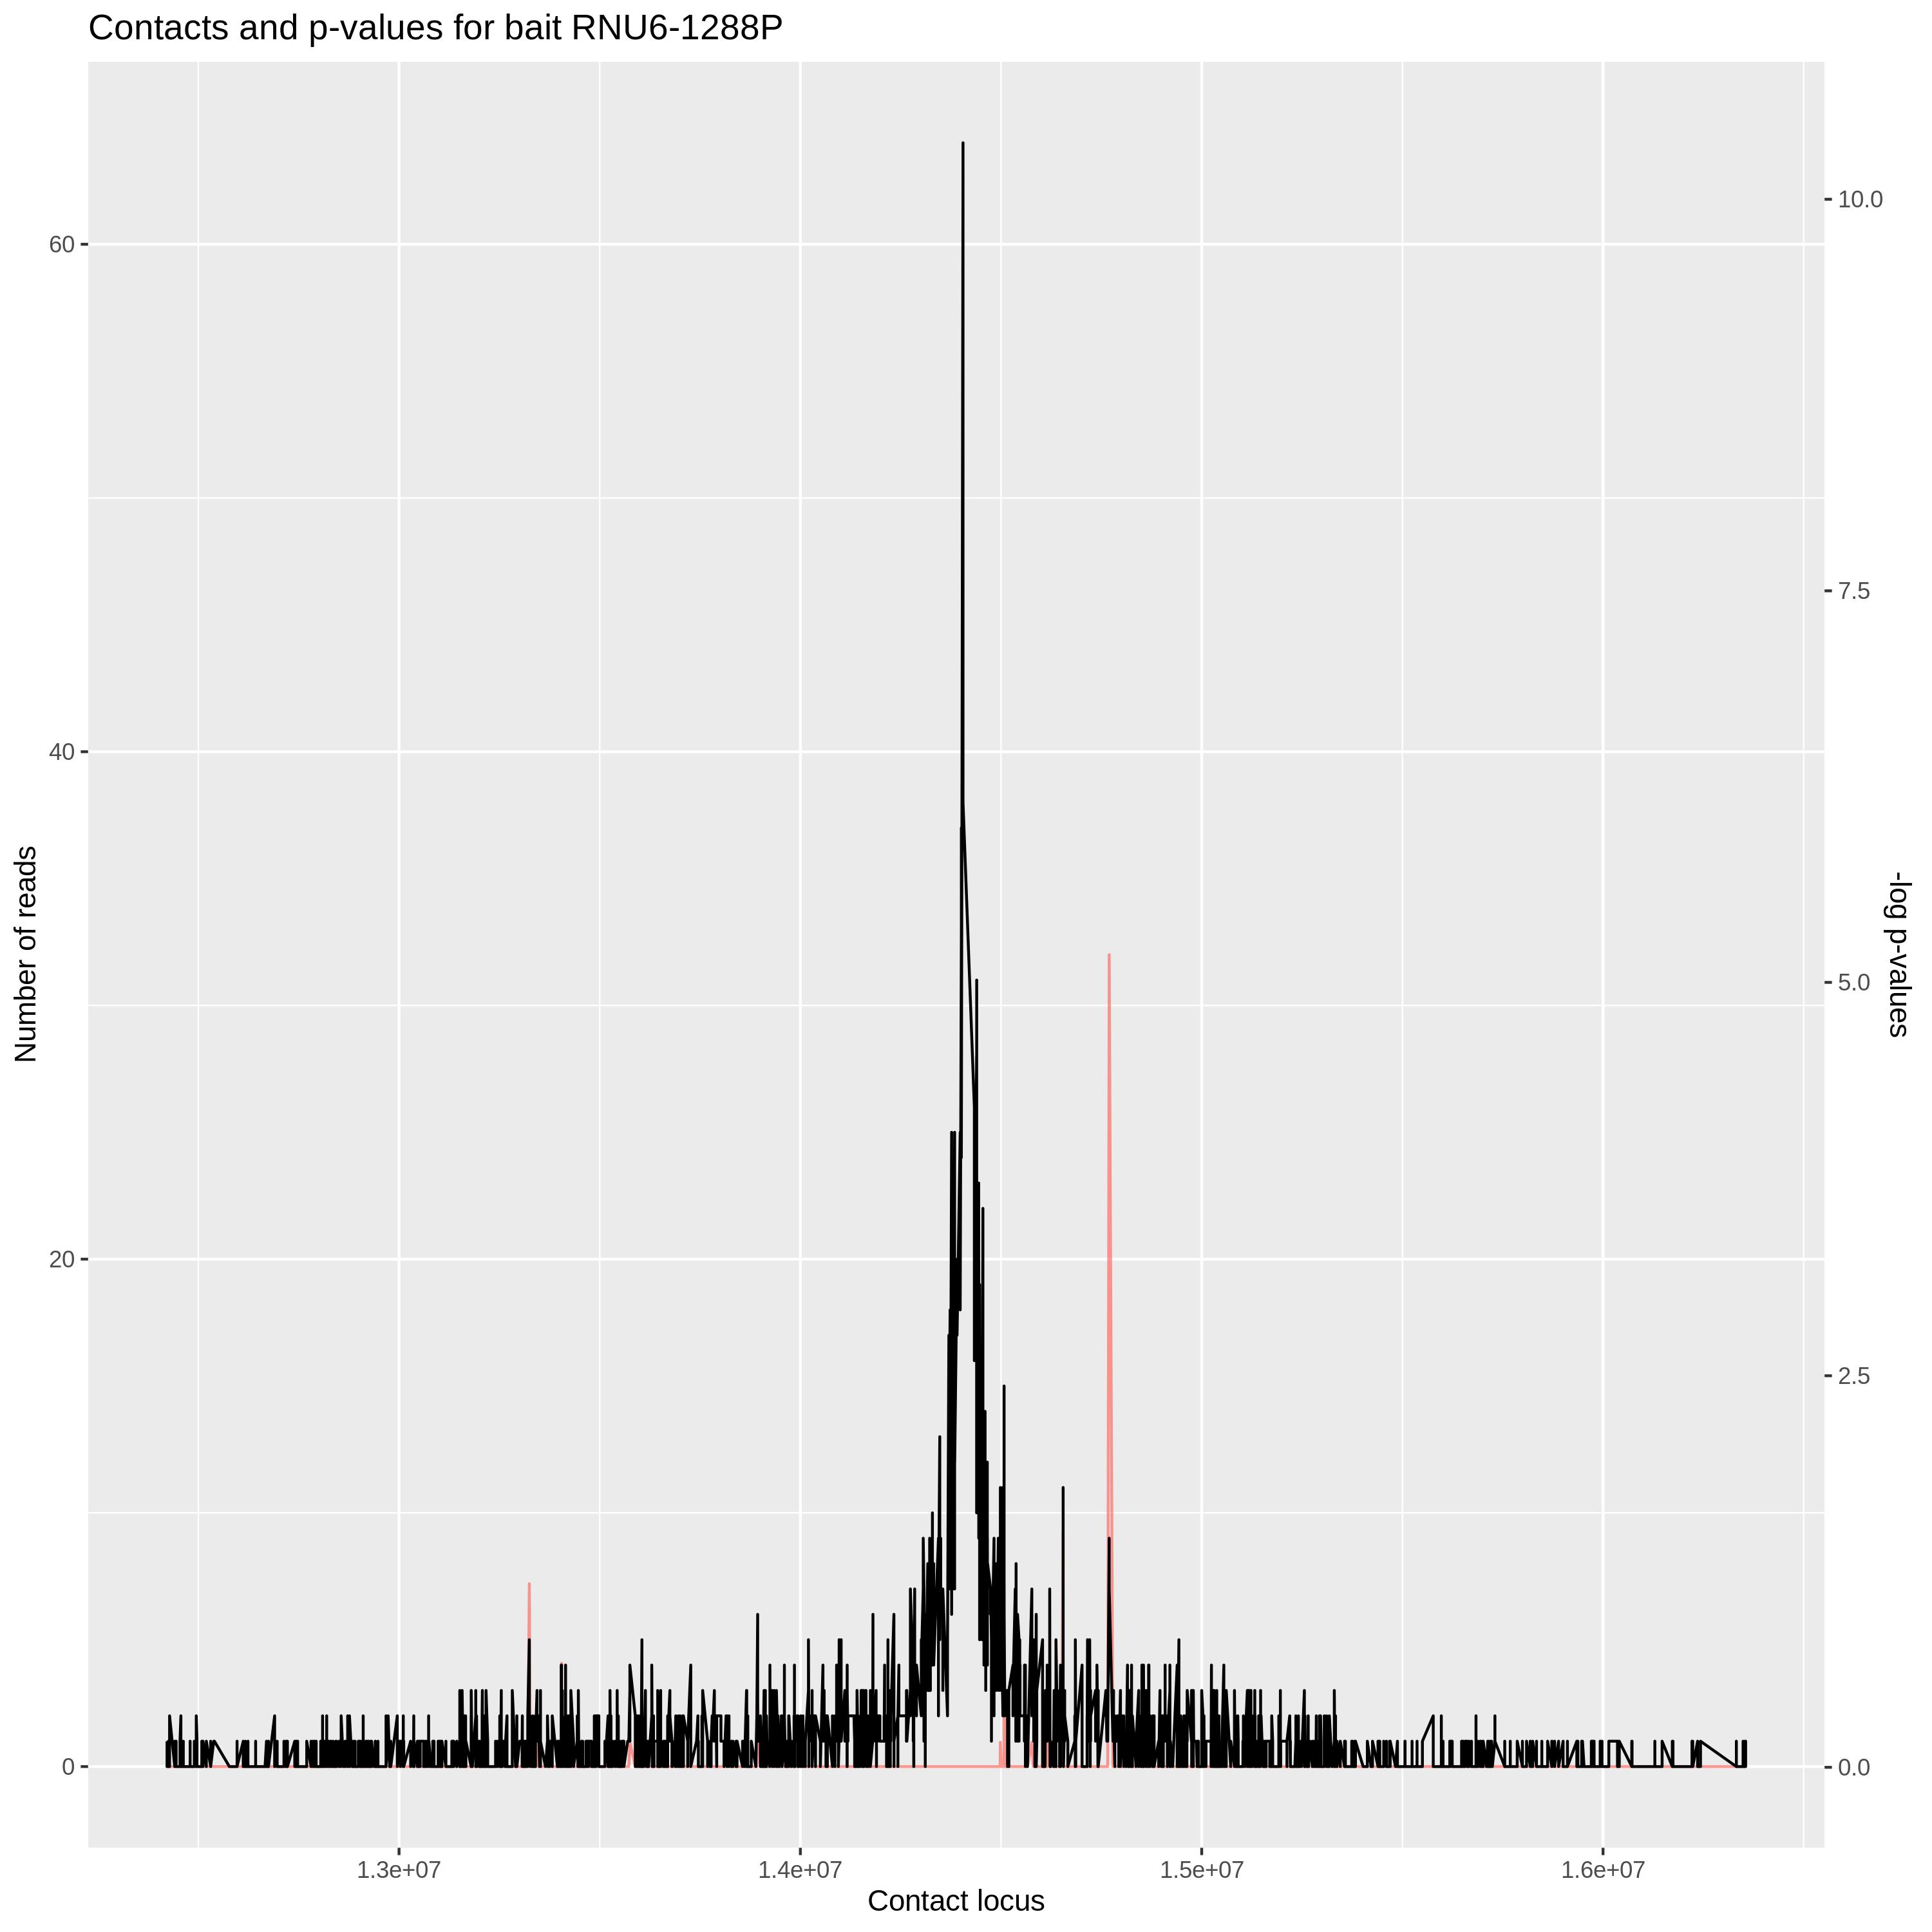 Contacts and p-values for bait RNU6-1288P
Number of reads
60
40
20
0
10.0
7.5
5.0
2.5
0.0
-log p-values
1.3e+07
1.4e+07
1.5e+07
1.6e+07
Contact locus